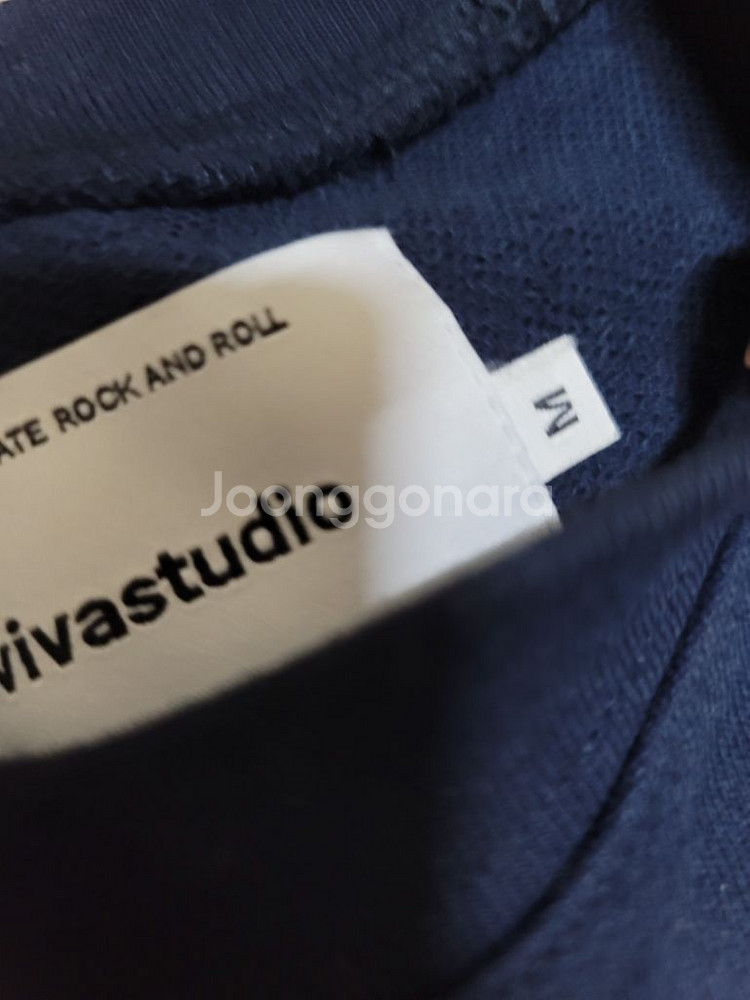 ATE ROCK AND ROLL
M
Joonggonara
vivastudio